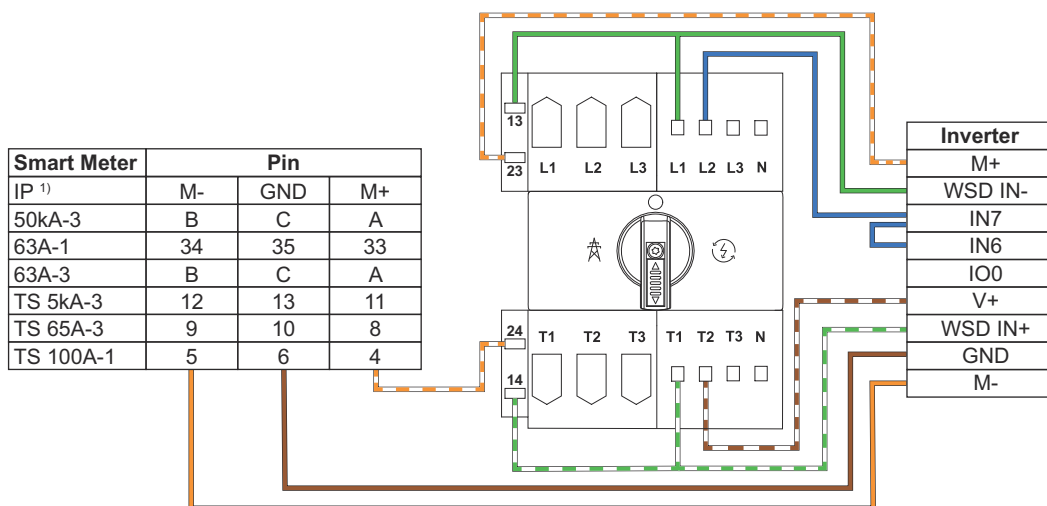 Smart Meter Pin
IP 1) M- GND M+
50kA-3 B C A
63A-1 34 35 33
63A-3 B C A
TS 5kA-3 12 13 11
TS 65A-3 9 10 8
TS 100A-1 5 6 4
13
23 L1 L2 L3 L1 L2 L3 N
24 T1 T2 T3 T1 T2 T3 N
14
Inverter
M+
WSD IN-
IN7
IN6
IO0
V+
WSD IN+
GND
M-